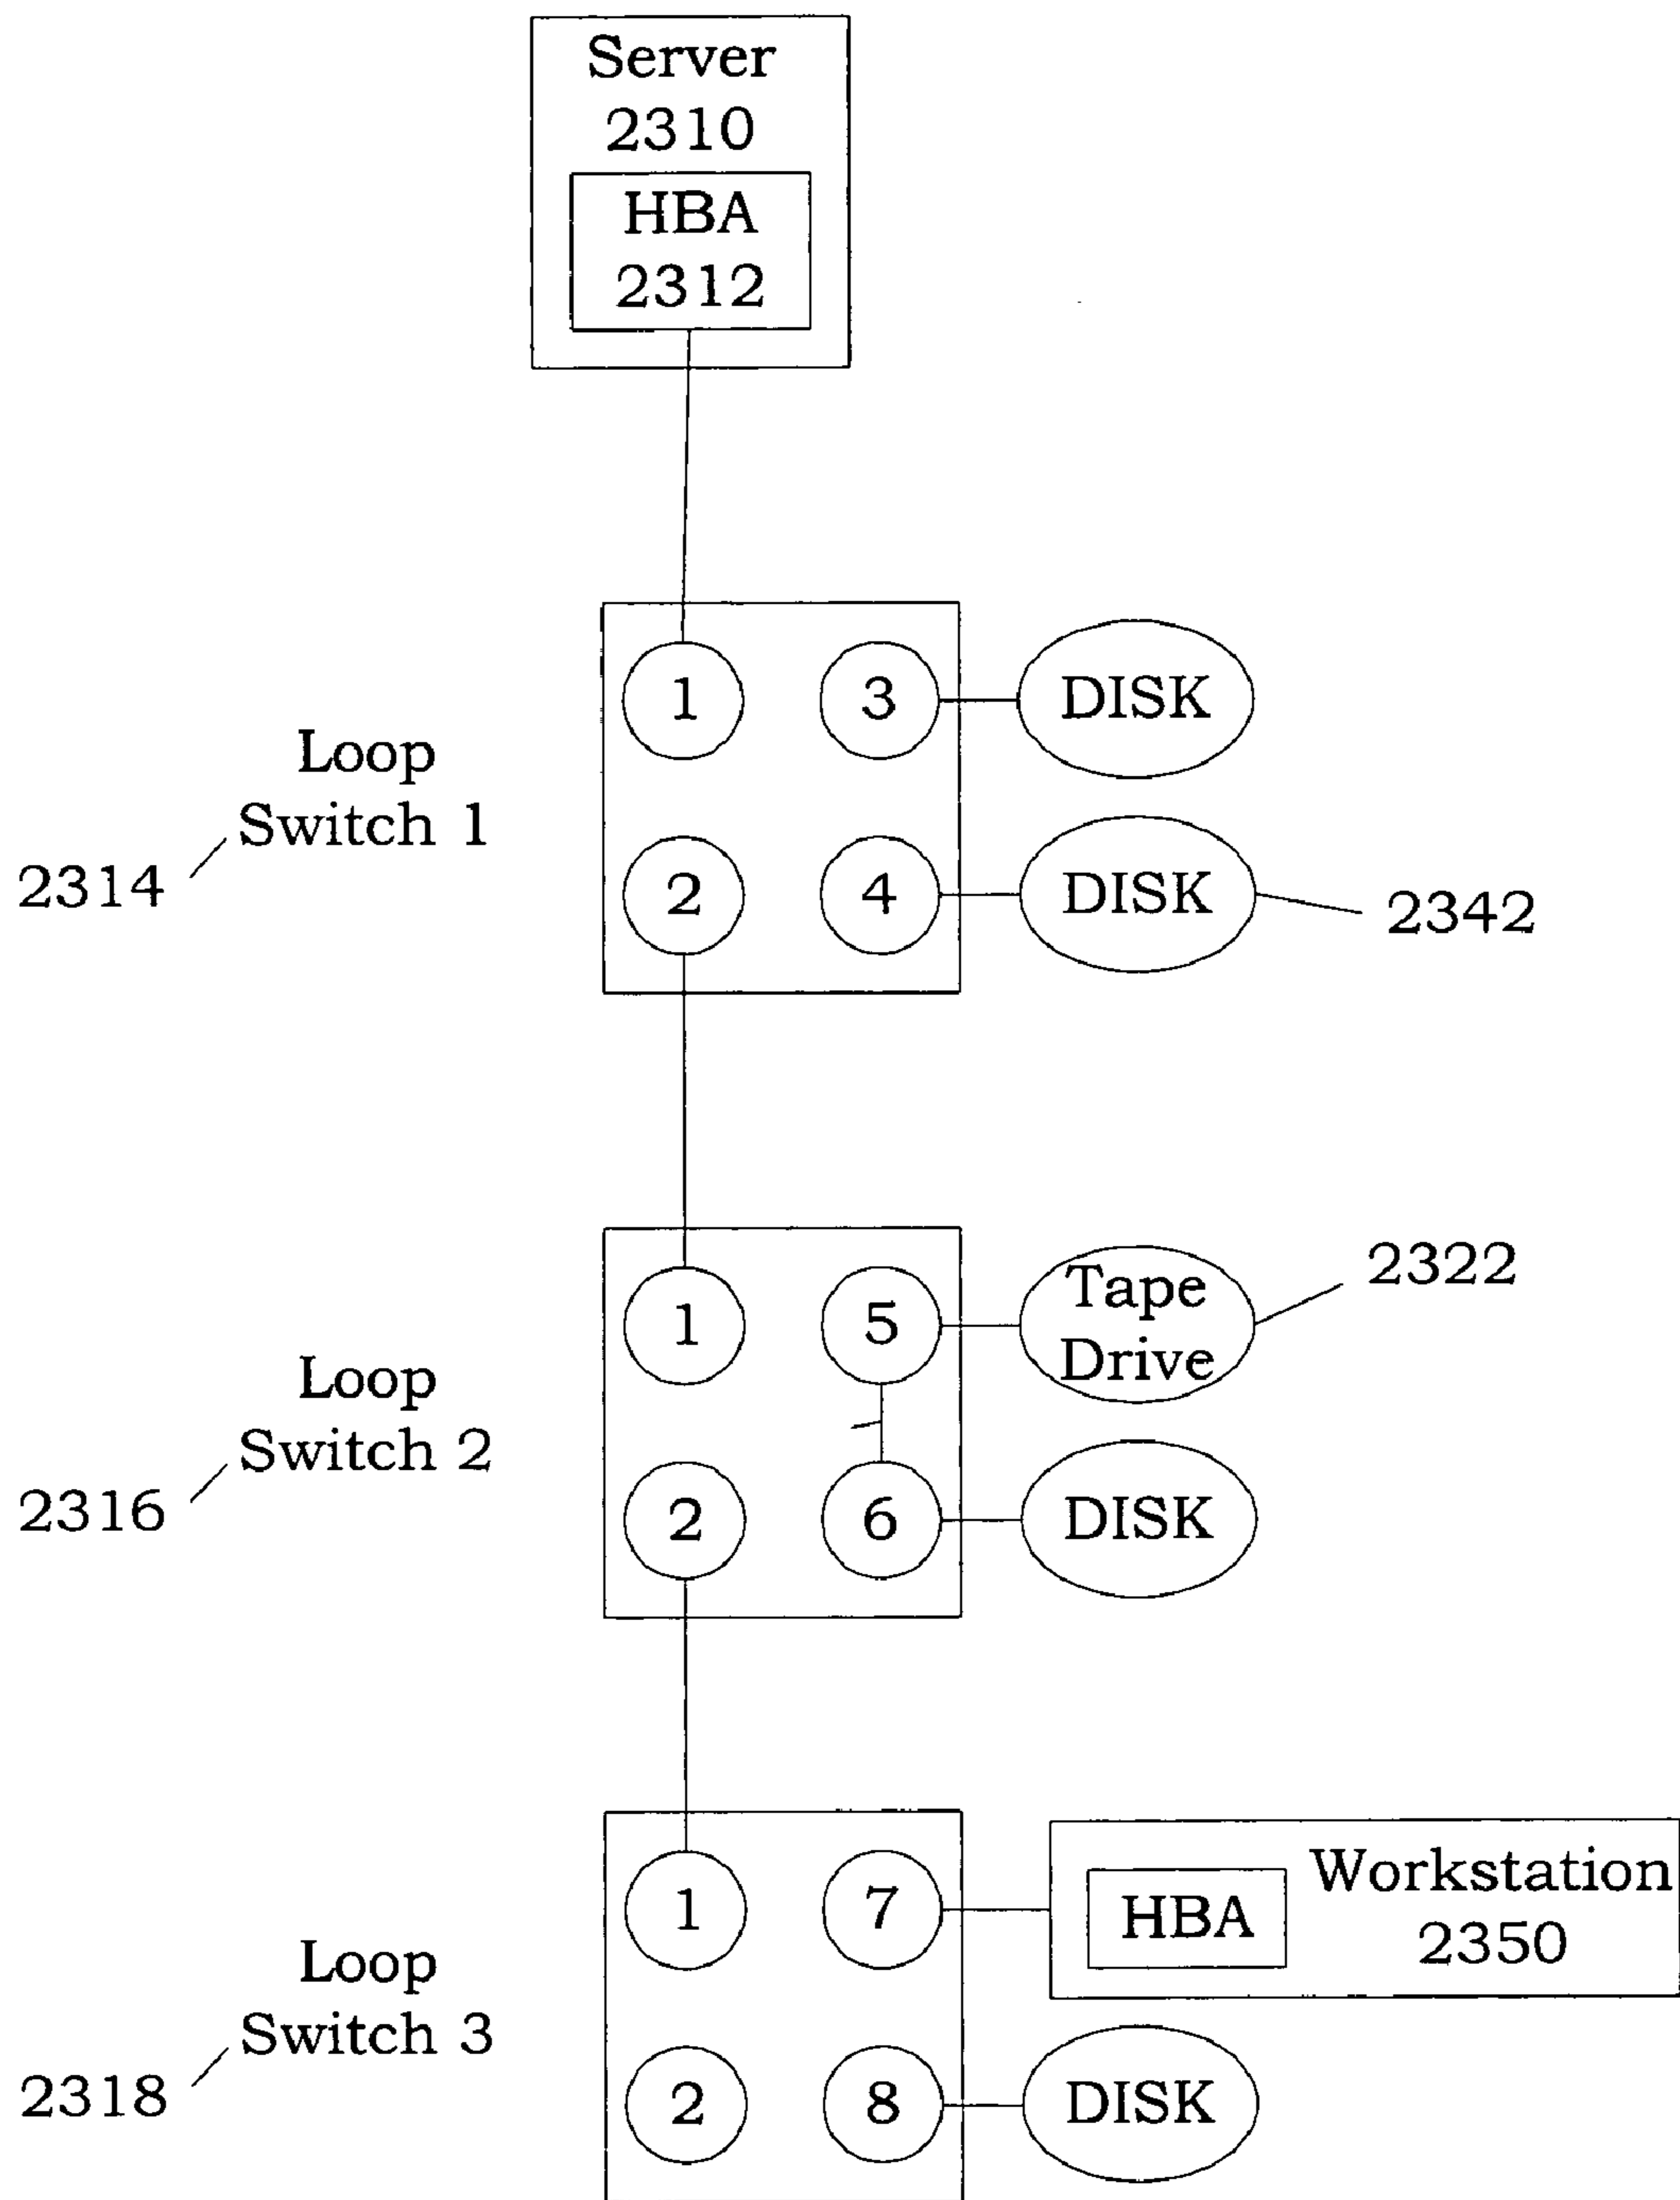 Server
2310
HBA
2312
1
3
DISK
Loop
Switch 1
2314
2
4
DISK
2342
1
5
Tape
Drive
2322
Loop
Switch 2
2316
2
6
DISK
1
7
HBA
Workstation
2350
Loop
Switch 3
2318
2
8
DISK